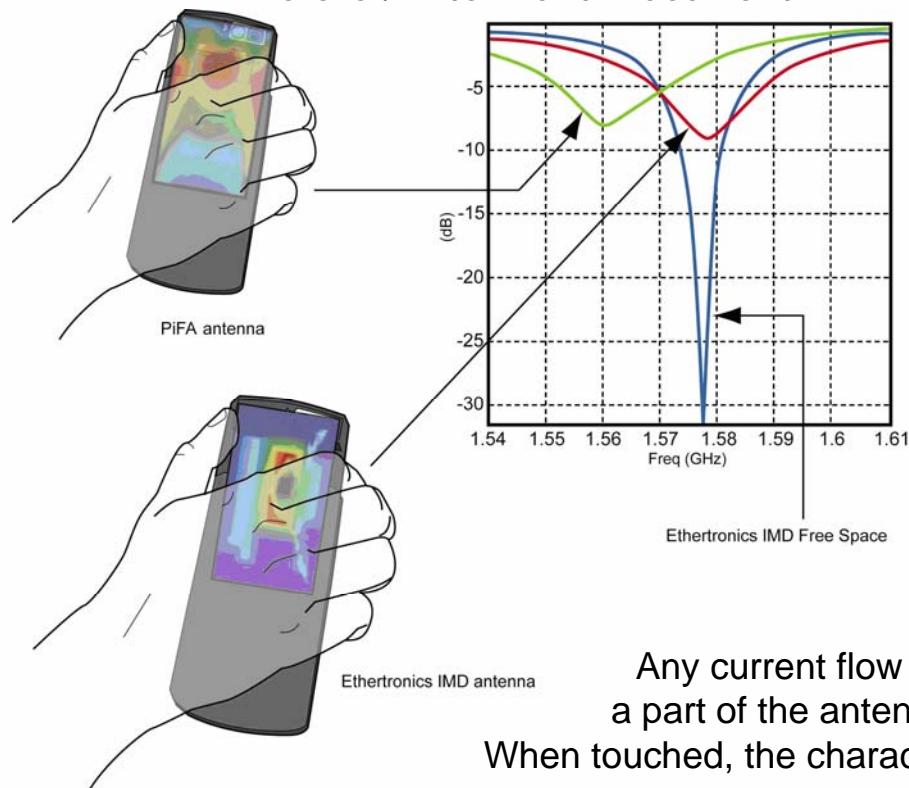 -5
-10
-15
(dB)
-20
-25
-30
1.54 1.55 1.56 1.57 1.58 1.59 1.6 1.61
Freq (GHz)
PiFA antenna
Ethertronics IMD Free Space
Ethertronics IMD antenna
Any current flow
a part of the anten
When touched, the charac